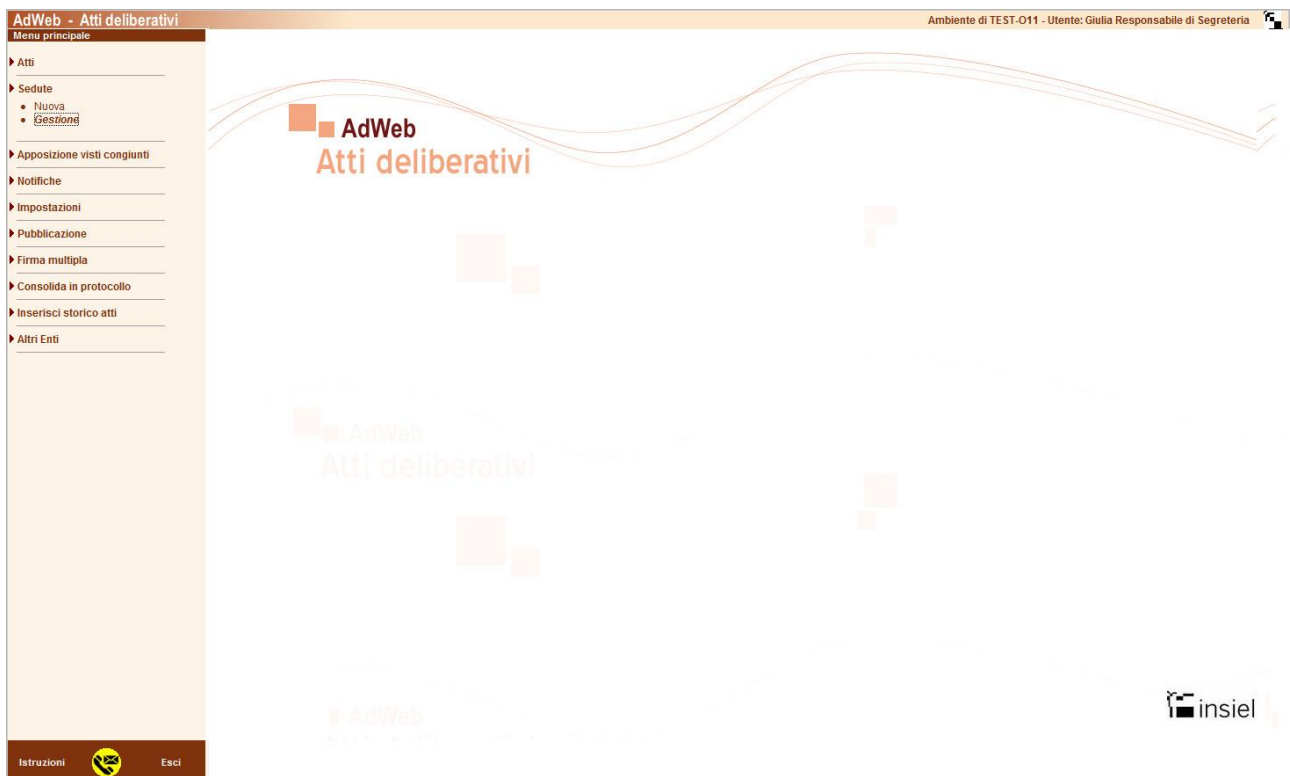 AdWeb - Atti deliberativi
Ambiente di TEST-O11 - Utente: Giulia Responsabile di Segreteria
Menu principale
Atti
Sedute
Nuova
Gestione
Apposizione visti congiunti
Notifiche
Impostazioni
Pubblicazione
Firma multipla
Consolida in protocollo
Inserisci storico atti
Altri Enti
AdWeb
Atti deliberativi
AdWeb
Atti deliberativi
AdWeb
insiel
Istruzioni
Esci